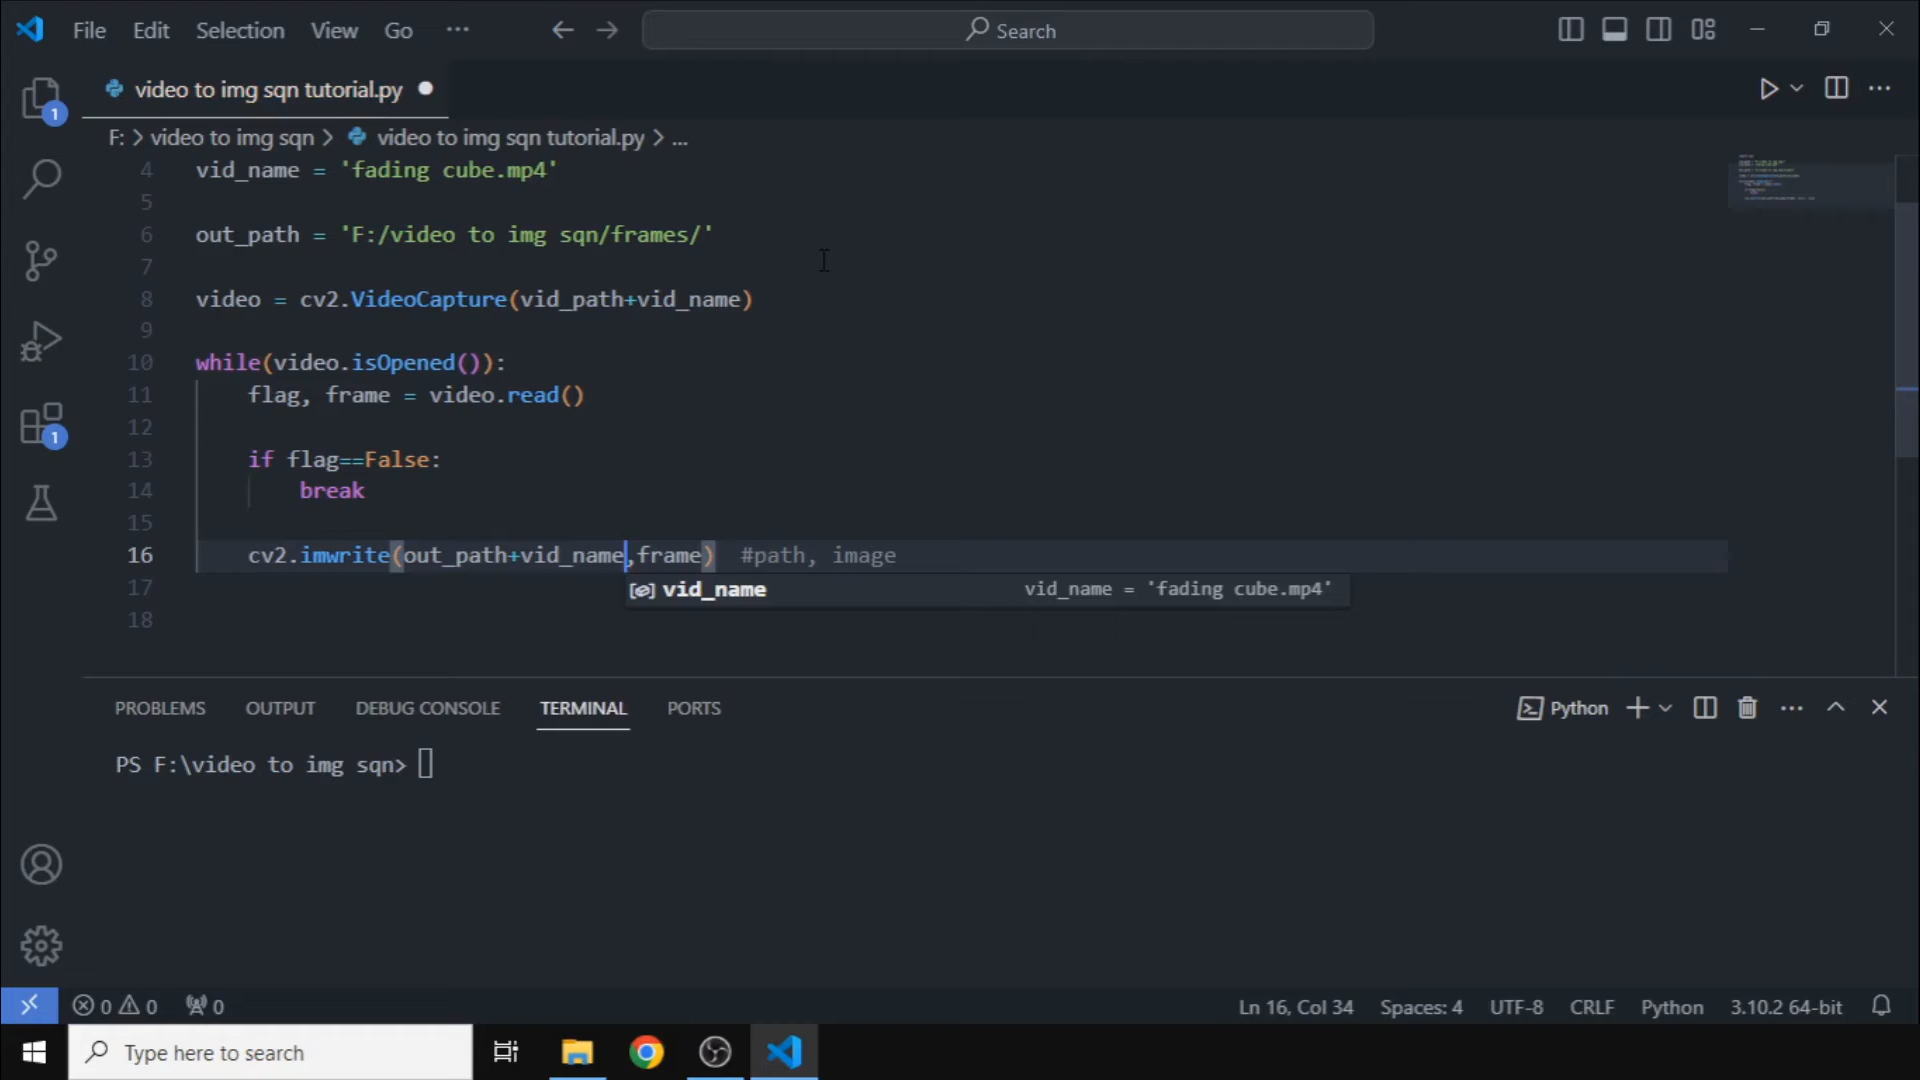 File Edit Selection View Go ··· Search
video to img sqn tutorial.py
F: > video to img sqn > video to img sqn tutorial.py > ...
4 vid_name = 'fading cube.mp4'
5
6 out_path = 'F:/video to img sqn/frames/'
7
8 video = cv2.VideoCapture(vid_path+vid_name)
9
10 while(video.isOpened()):
11 flag, frame = video.read()
12
13 if flag==False:
14 break
15
16 cv2.imwrite(out_path+vid_name,frame) #path, image
17 vid_name vid_name = 'fading cube.mp4'
18
1
1
PROBLEMS OUTPUT DEBUG CONSOLE TERMINAL PORTS Python
PS F:\video to img sqn>
0 0 0 Ln 16, Col 34 Spaces: 4 UTF-8 CRLF Python 3.10.2 64-bit
Type here to search